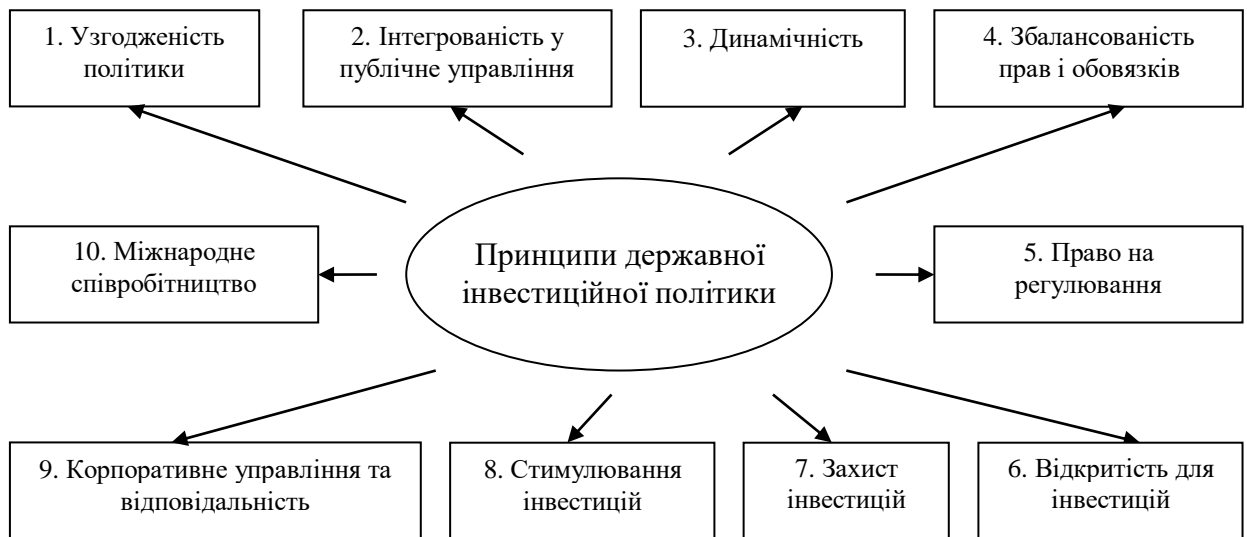 1. Узгодженість
політики
2. Інтегрованість у
публічне управління
3. Динамічність
4. Збалансованість
прав і обовязків
10. Міжнародне
співробітництво
Принципи державної
інвестиційної політики
5. Право на
регулювання
9. Корпоративне управління та
відповідальність
8. Стимулювання
інвестицій
7. Захист
інвестицій
6. Відкритість для
інвестицій